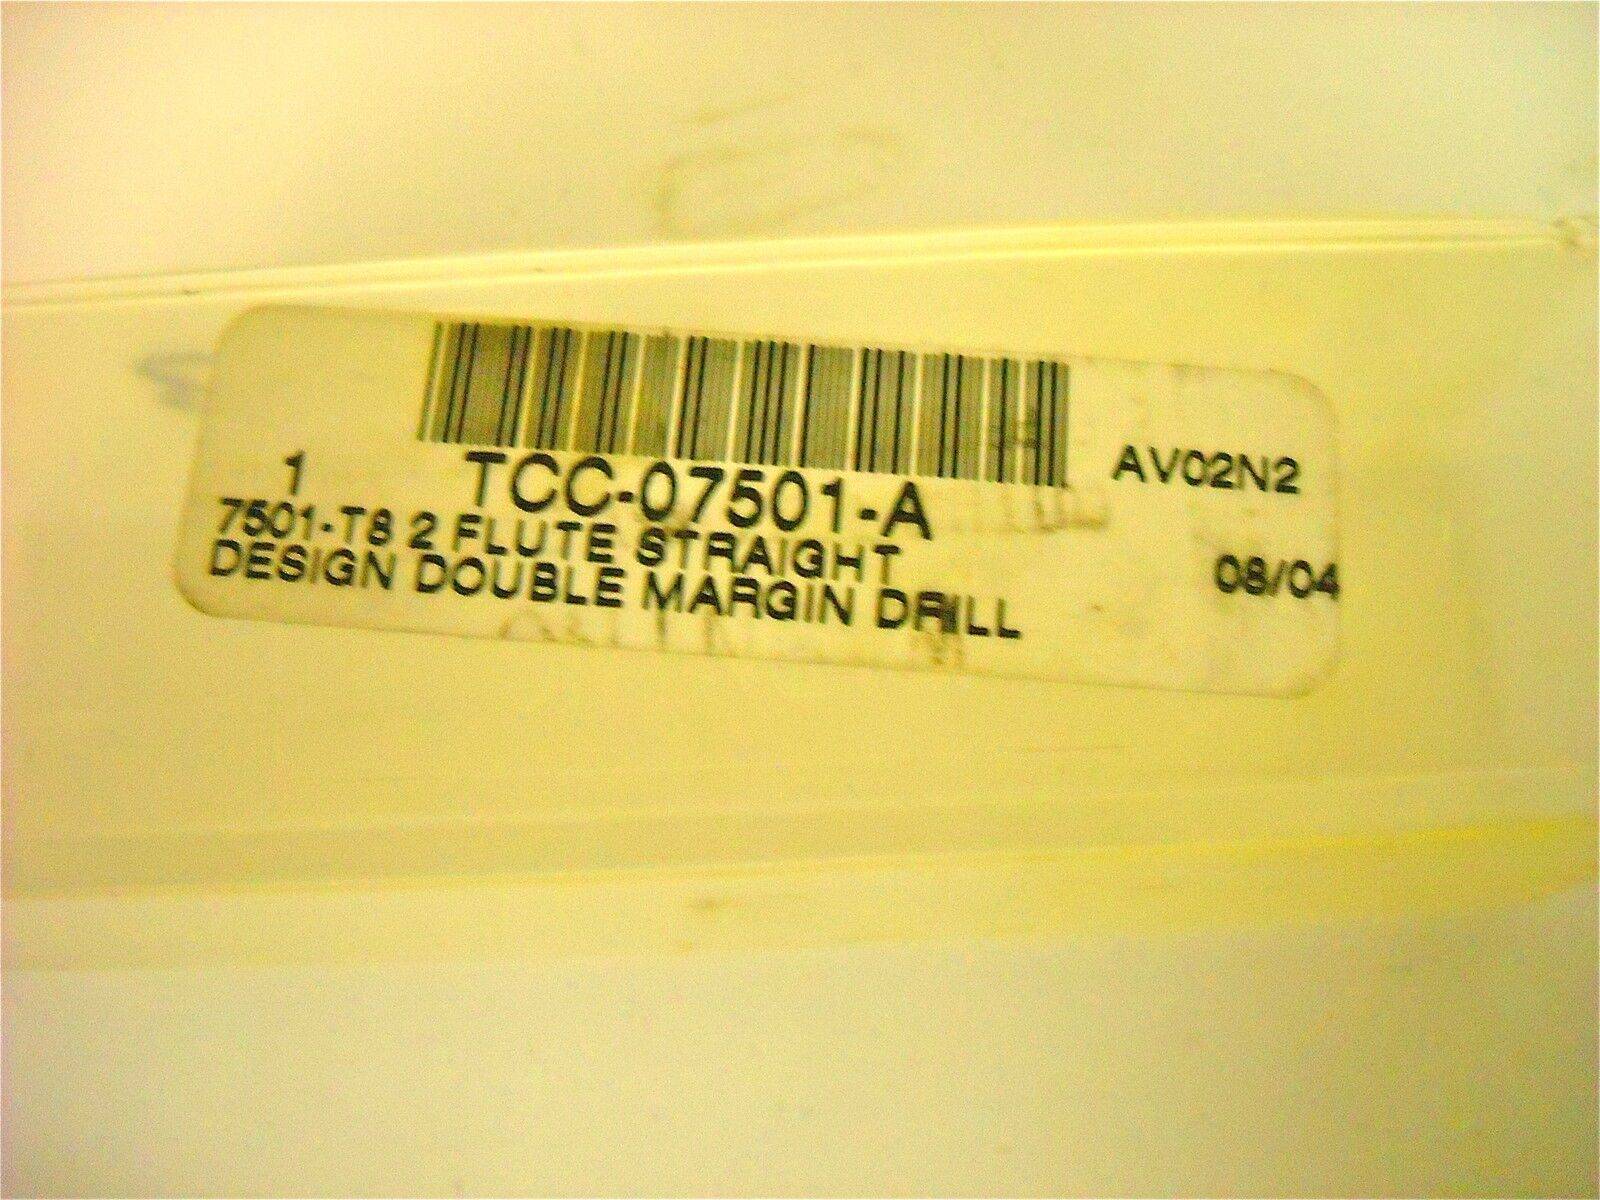 1 TCC-07501-A AV02N2
7501-T8 2 FLUTE STRAIGHT
DESIGN DOUBLE MARGIN DRILL 08/04